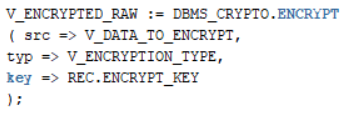 V_ENCRYPTED_RAW := DBMS_CRYPTO.ENCRYPT
( src => V_DATA_TO_ENCRYPT,
typ => V_ENCRYPTION_TYPE,
key => REC.ENCRYPT_KEY
);